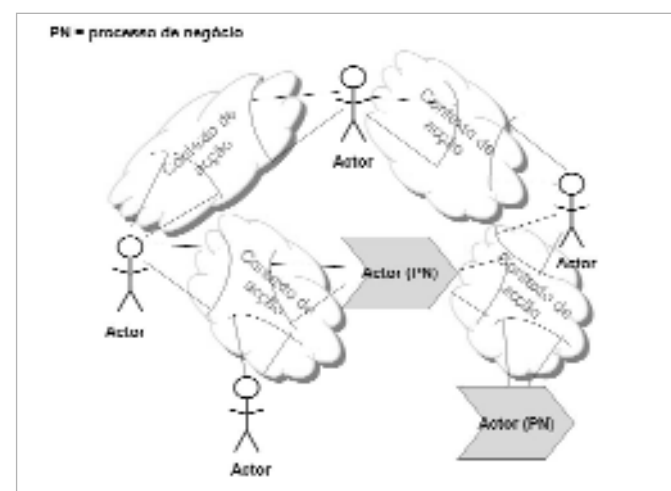 PN = processo de negócio
Contexto de
acção
Contexto de
acção
Actor
Actor
Contexto de
acção
Actor (PN)
Contexto de
acção
Actor
Actor (PN)
Actor